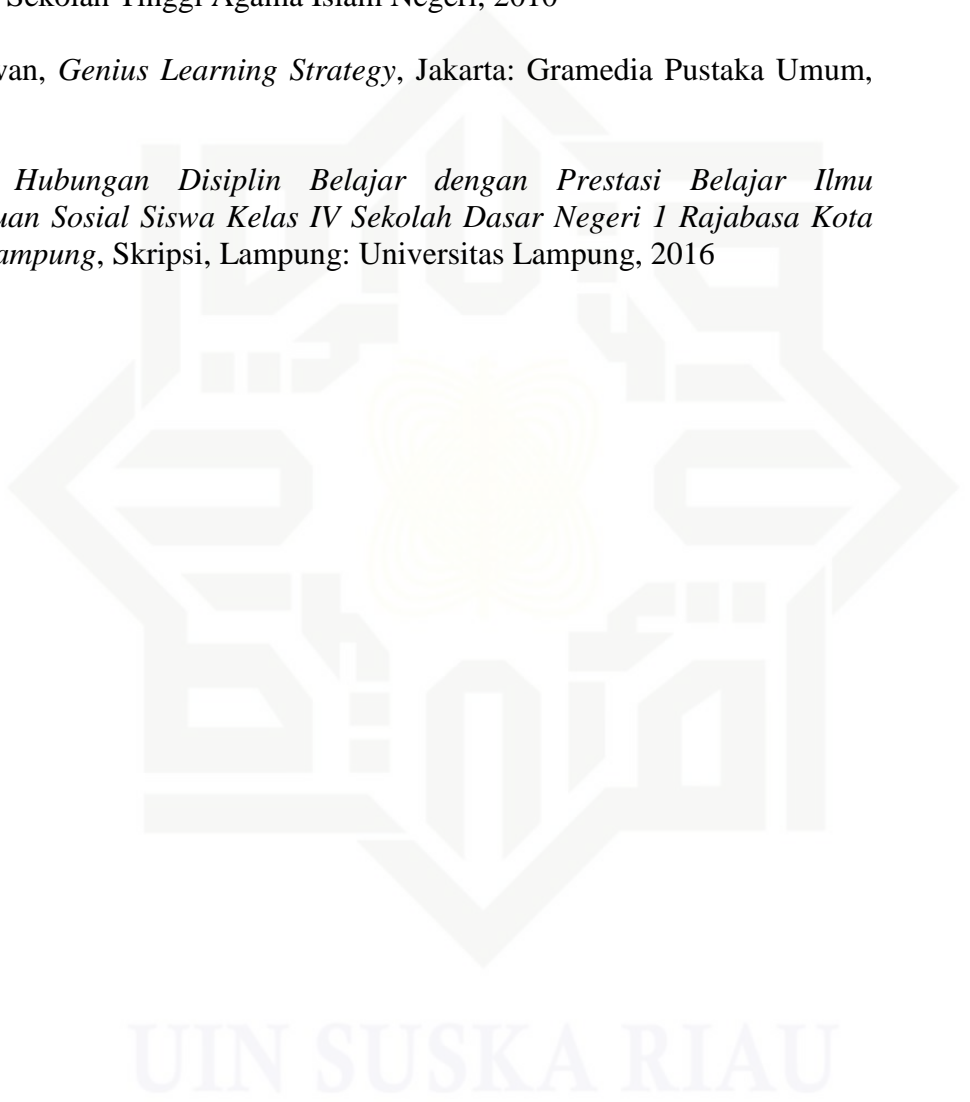 Sekolah Tinggi Agama Islam Negeri, 2010
wan, Genius Learning Strategy, Jakarta: Gramedia Pustaka Umum,
Hubungan Disiplin Belajar dengan Prestasi Belajar Ilmu
uan Sosial Siswa Kelas IV Sekolah Dasar Negeri 1 Rajabasa Kota
ampung, Skripsi, Lampung: Universitas Lampung, 2016
UIN SUSKA RIAU